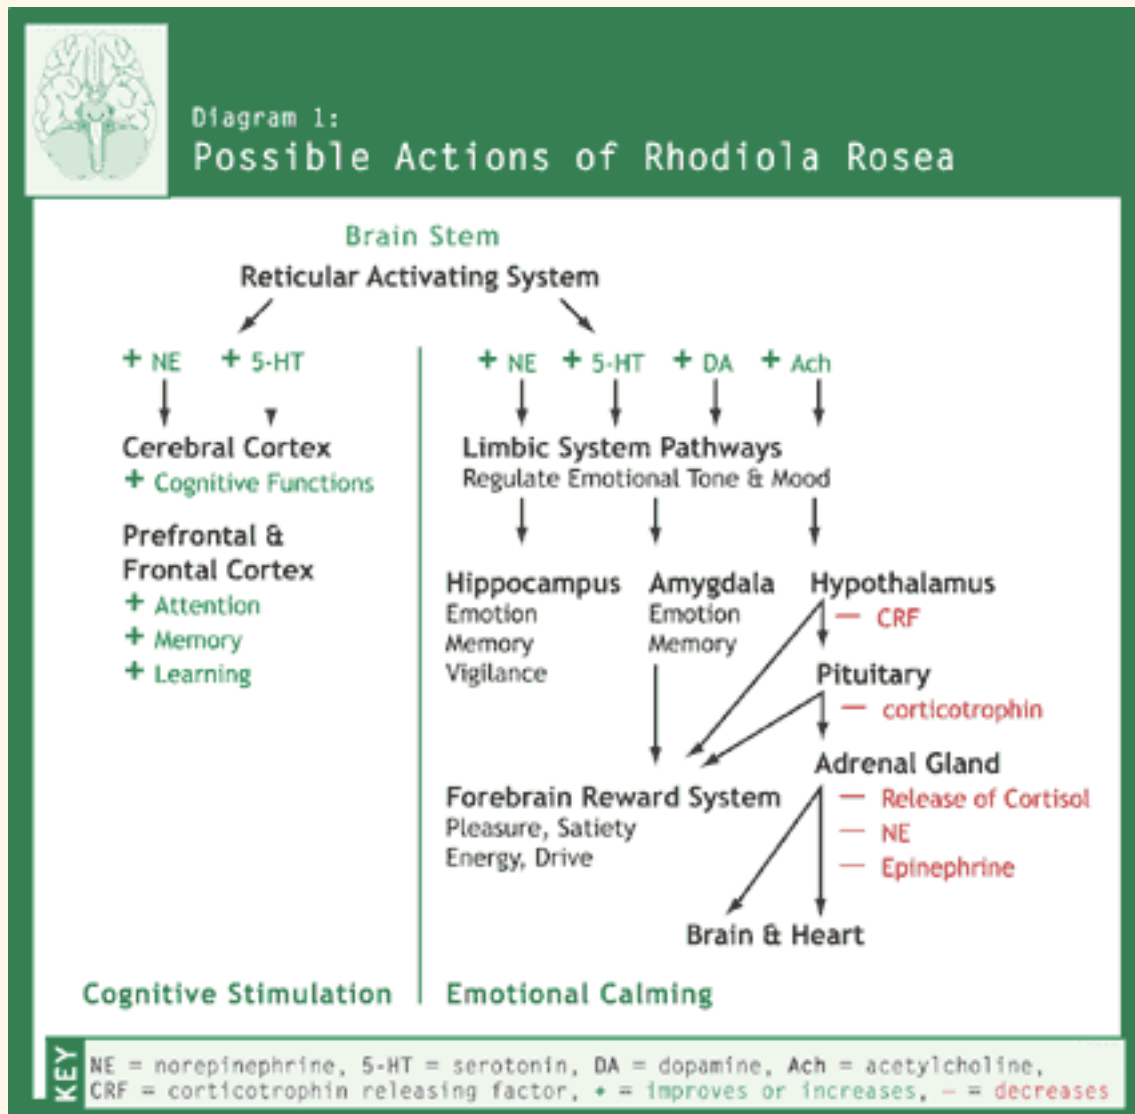 Diagram 1:
Possible Actions of Rhodiola Rosea
Brain Stem
Reticular Activating System
+ NE + 5-HT
Cerebral Cortex
+ Cognitive Functions
Prefrontal &
Frontal Cortex
+ Attention
+ Memory
+ Learning
Cognitive Stimulation
+ NE + 5-HT + DA + Ach
Limbic System Pathways
Regulate Emotional Tone & Mood
Hippocampus
Emotion
Memory
Vigilance
Amygdala
Emotion
Memory
Hypothalamus
— CRF
Pituitary
— corticotrophin
Adrenal Gland
— Release of Cortisol
— NE
— Epinephrine
Forebrain Reward System
Pleasure, Satiety
Energy, Drive
Brain & Heart
Emotional Calming
KEY
NE = norepinephrine, 5-HT = serotonin, DA = dopamine, Ach = acetylcholine,
CRF = corticotrophin releasing factor, + = improves or increases, — = decreases